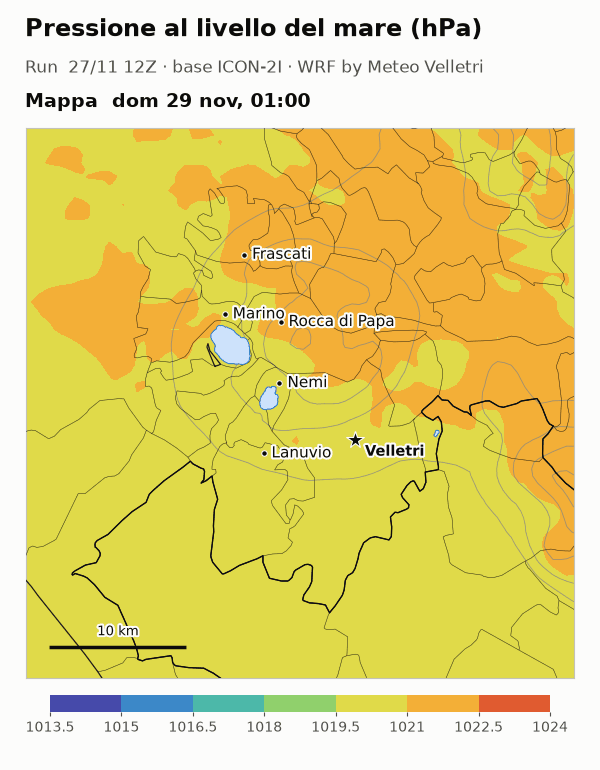 Pressione al livello del mare (hPa)
Run 27/11 12Z · base ICON-2I · WRF by Meteo Velletri
Mappa dom 29 nov, 01:00
Frascati
Marino
Rocca di Papa
Nemi
Velletri
Lanuvio
10 km
1013.5 1015 1016.5 1018 1019.5 1021 1022.5 1024